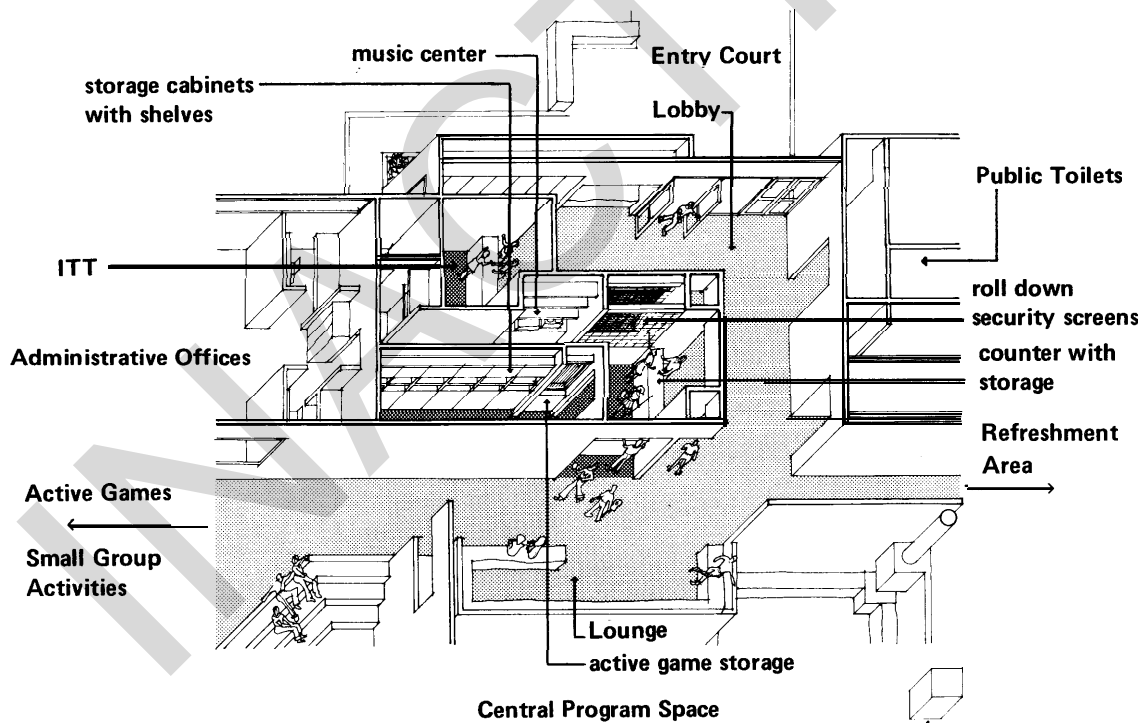 music center
Entry Court
storage cabinets
with shelves
Lobby
Public Toilets
ITT
roll down
security screens
Administrative Offices
counter with
storage
Refreshment
Area
Active Games
Small Group
Activities
Lounge
active game storage
Central Program Space
INACT